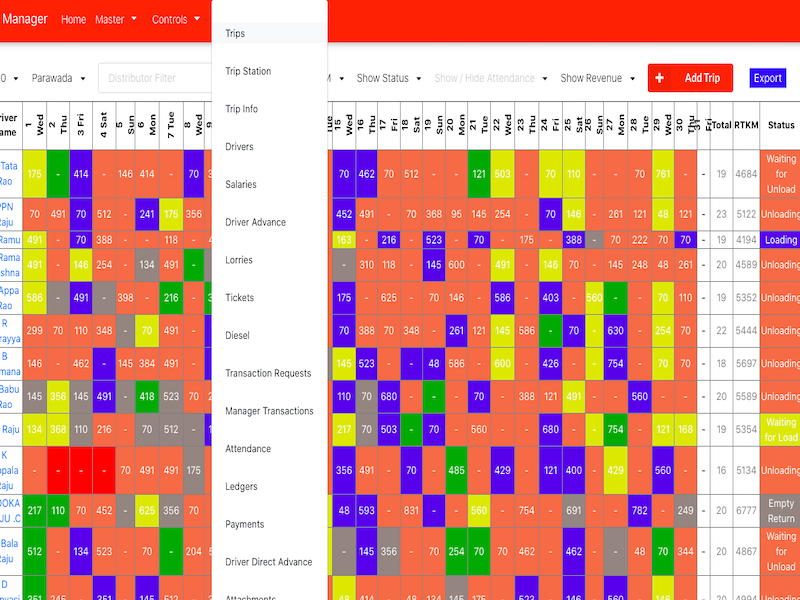 Manager Home Master Controls
Trips
Trip Station
Trip Info
Drivers
Salaries
Driver Advance
Lorries
Tickets
Diesel
Transaction Requests
Manager Transactions
Attendance
Ledgers
Payments
Driver Direct Advance
Attachments
0 Parawada Distributor Filter M Show Status Show / Hide Attendance Show Revenue + Add Trip Export
1 Wed 2 Thu 3 Fri 4 Sat 5 Sun 6 Mon 7 Tue 8 Wed 9 15 Wed 16 Thu 17 Fri 18 Sat 19 Sun 20 Mon 21 Tue 22 Wed 23 Thu 24 Fri 25 Sat 26 Sun 27 Mon 28 Tue 29 Wed 30 Thu 31 Fri Total RTKM Status
Tata Rao 175 - 414 - 146 414 - 70 70 462 70 512 - - 121 503 - 70 110 - - 70 781 - - 19 4684 Waiting for Unload
PPN Raju 70 491 70 512 - 241 175 356 452 491 - 70 368 95 145 254 - 70 146 - 261 121 48 121 - 23 5122 Unloading
Ramu 491 - 70 388 - - 118 - 163 - 216 - 523 - 70 - 175 - 388 - 70 222 70 70 - 19 4194 Loading
Rama 491 - 146 254 - 134 491 - - 310 118 - 145 600 - 491 - 146 70 - 145 248 48 261 - 20 4589 Unloading
Appa Rao 586 - 491 - 398 - 216 - 175 - 625 - 70 146 - 586 - 403 - 560 - - 70 110 - 19 5352 Unloading
R 299 70 110 348 - 70 491 - 70 388 70 348 - 261 121 145 586 - 70 - 630 - 254 70 - 22 5444 Unloading
B 146 - 462 - 145 384 491 - 145 523 - - 48 586 - 600 - 426 - - 754 - 70 70 - 18 5697 Unloading
Babu Rao 145 356 145 491 - 418 523 70 110 70 680 - - - 70 - 388 121 491 - - 560 - - - 20 5589 Unloading
Raju 134 368 110 216 - 70 512 - 217 70 503 - 70 - 560 - - 680 - - 754 - 121 168 - 19 5354 Waiting for Load
K - - - - 70 491 491 175 356 491 - 70 - 485 - 429 - 121 400 - 429 - 560 - - 16 5134 Unloading
217 110 70 452 - 625 356 70 48 593 - 831 - - 560 - 754 - 691 - - 782 - 249 - 20 6777 Empty Return
Bala Raju 512 - 134 523 - 70 - 204 - 145 356 - 70 254 70 70 462 - 462 - - 48 70 344 - 20 4867 Waiting for Unload
D 351 245 - 351 - 145 512 - 48 414 - 48 134 145 175 - 523 - 146 - 560 - 146 - - 20 4994 Unloading